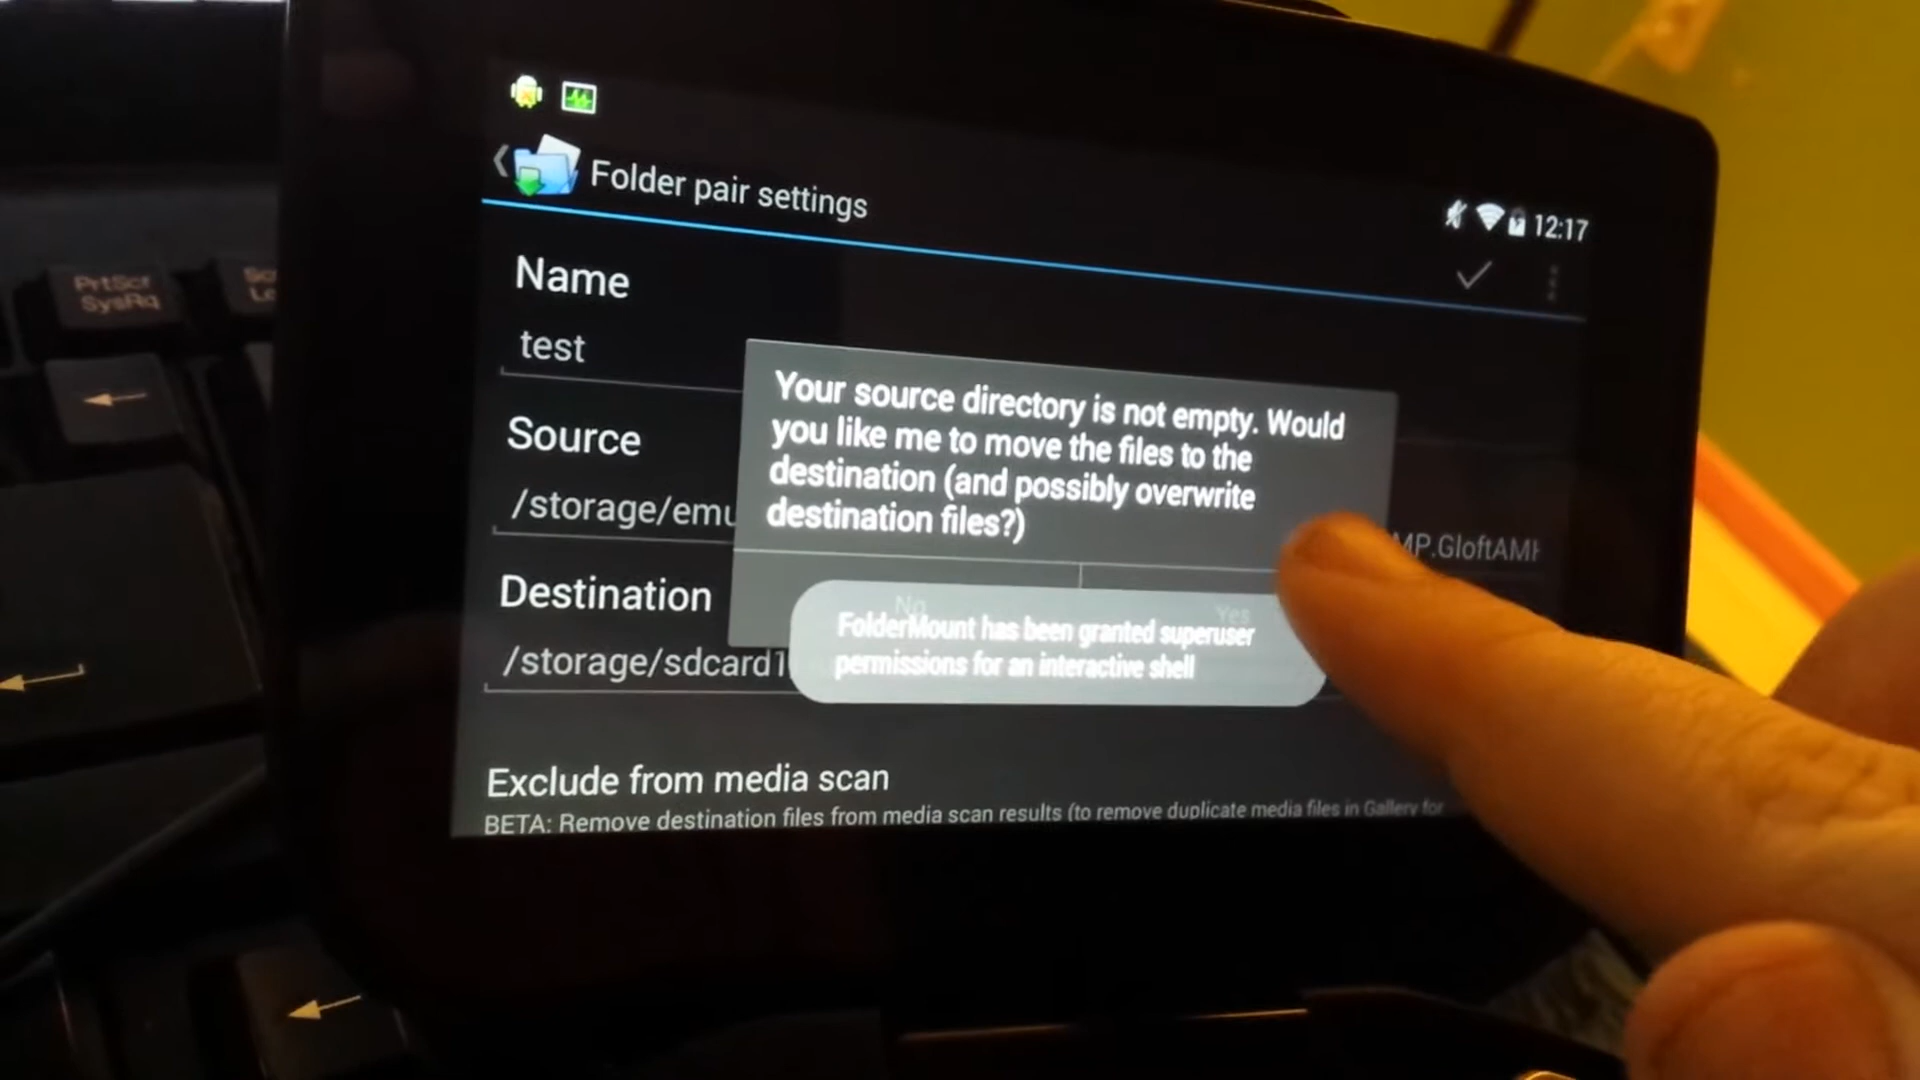 Folder pair settings
12:17
Name
test
Source
/storage/emu
MP.GloftAMH
Destination
/storage/sdcard1
Your source directory is not empty. Would
you like me to move the files to the
destination (and possibly overwrite
destination files?)
No
Yes
FolderMount has been granted superuser
permissions for an interactive shell
Exclude from media scan
BETA: Remove destination files from media scan results (to remove duplicate media files in Gallery for
PrtScr
SysRq